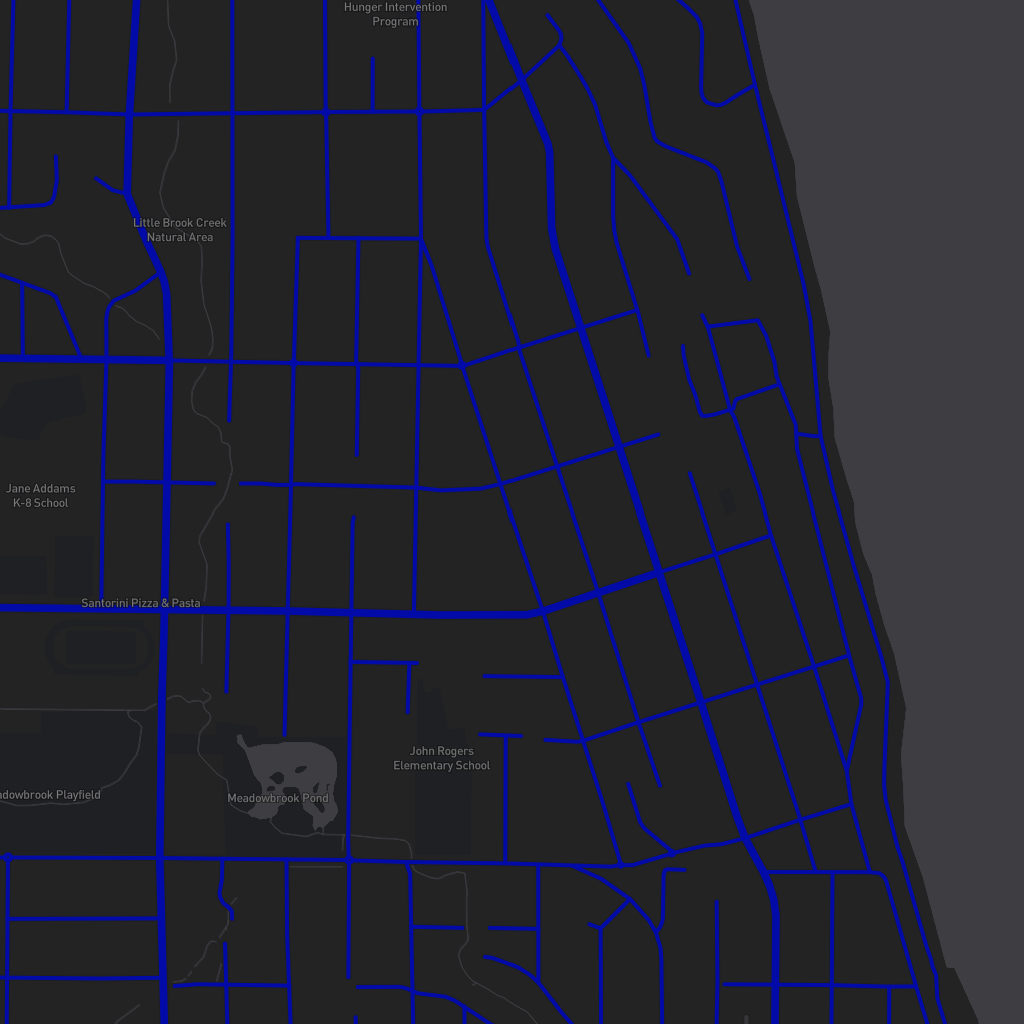 Hunger Intervention
Program
Little Brook Creek
Natural Area
Jane Addams
K-8 School
Santorini Pizza & Pasta
John Rogers
Elementary School
adowbrook Playfield
Meadowbrook Pond